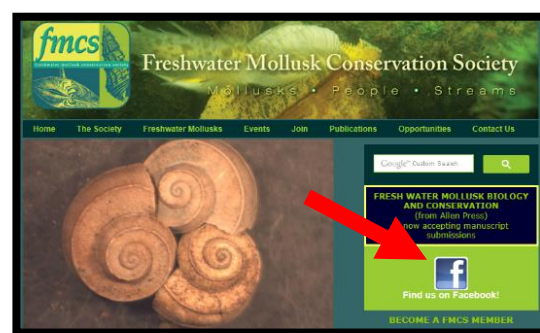 fmcs
freshwater mollusk conservation society
Freshwater Mollusk Conservation Society
Mollusks • People • Streams
Home The Society Freshwater Mollusks Events Join Publications Opportunities Contact Us
Google™ Custom Search
FRESH WATER MOLLUSK BIOLOGY
AND CONSERVATION
(from Allen Press)
now accepting manuscript
submissions
f
Find us on Facebook!
BECOME A FMCS MEMBER